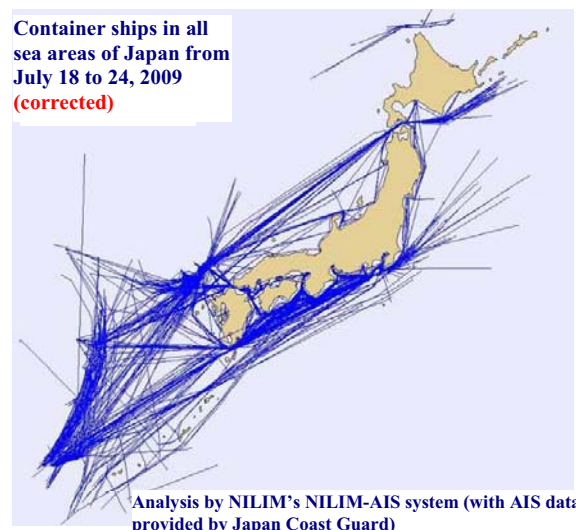 Container ships in all
sea areas of Japan from
July 18 to 24, 2009
(corrected)
Analysis by NILIM's NILIM-AIS system (with AIS data
provided by Japan Coast Guard)